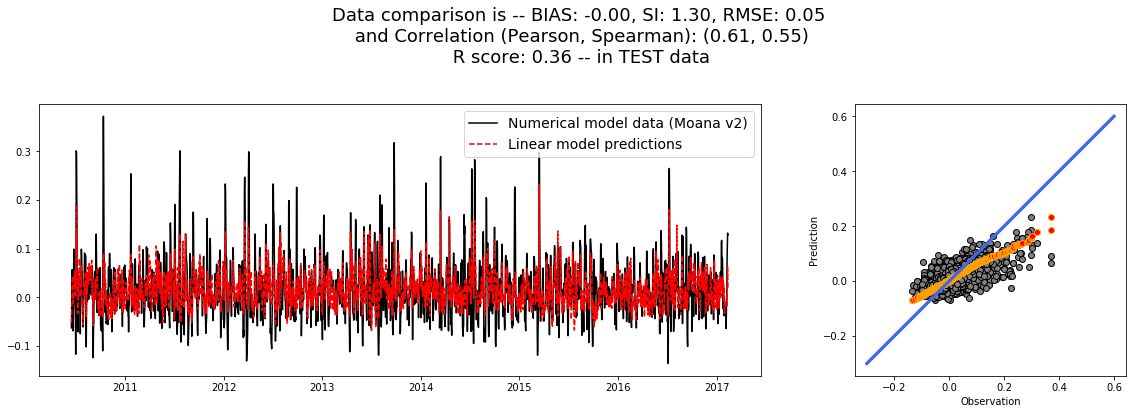 Data comparison is -- BIAS: -0.00, SI: 1.30, RMSE: 0.05
and Correlation (Pearson, Spearman): (0.61, 0.55)
R score: 0.36 -- in TEST data
Numerical model data (Moana v2)
Linear model predictions
0.3
0.2
0.1
0.0
−0.1
2011 2012 2013 2014 2015 2016 2017
Prediction
0.6
0.4
0.2
0.0
−0.2
−0.2 0.0 0.2 0.4 0.6
Observation